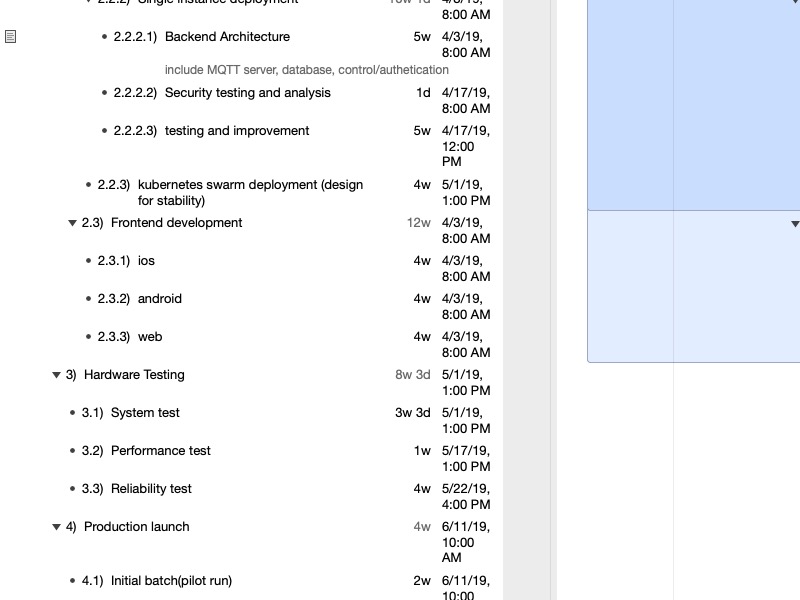 2.2.2) Single instance deployment 10w 1d 4/3/19,
8:00 AM
2.2.2.1) Backend Architecture 5w 4/3/19,
8:00 AM
include MQTT server, database, control/authetication
2.2.2.2) Security testing and analysis 1d 4/17/19,
8:00 AM
2.2.2.3) testing and improvement 5w 4/17/19,
12:00
PM
2.2.3) kubernetes swarm deployment (design 4w 5/1/19,
for stability) 1:00 PM
2.3) Frontend development 12w 4/3/19,
8:00 AM
2.3.1) ios 4w 4/3/19,
8:00 AM
2.3.2) android 4w 4/3/19,
8:00 AM
2.3.3) web 4w 4/3/19,
8:00 AM
3) Hardware Testing 8w 3d 5/1/19,
1:00 PM
3.1) System test 3w 3d 5/1/19,
1:00 PM
3.2) Performance test 1w 5/17/19,
1:00 PM
3.3) Reliability test 4w 5/22/19,
4:00 PM
4) Production launch 4w 6/11/19,
10:00
AM
4.1) Initial batch(pilot run) 2w 6/11/19,
10:00